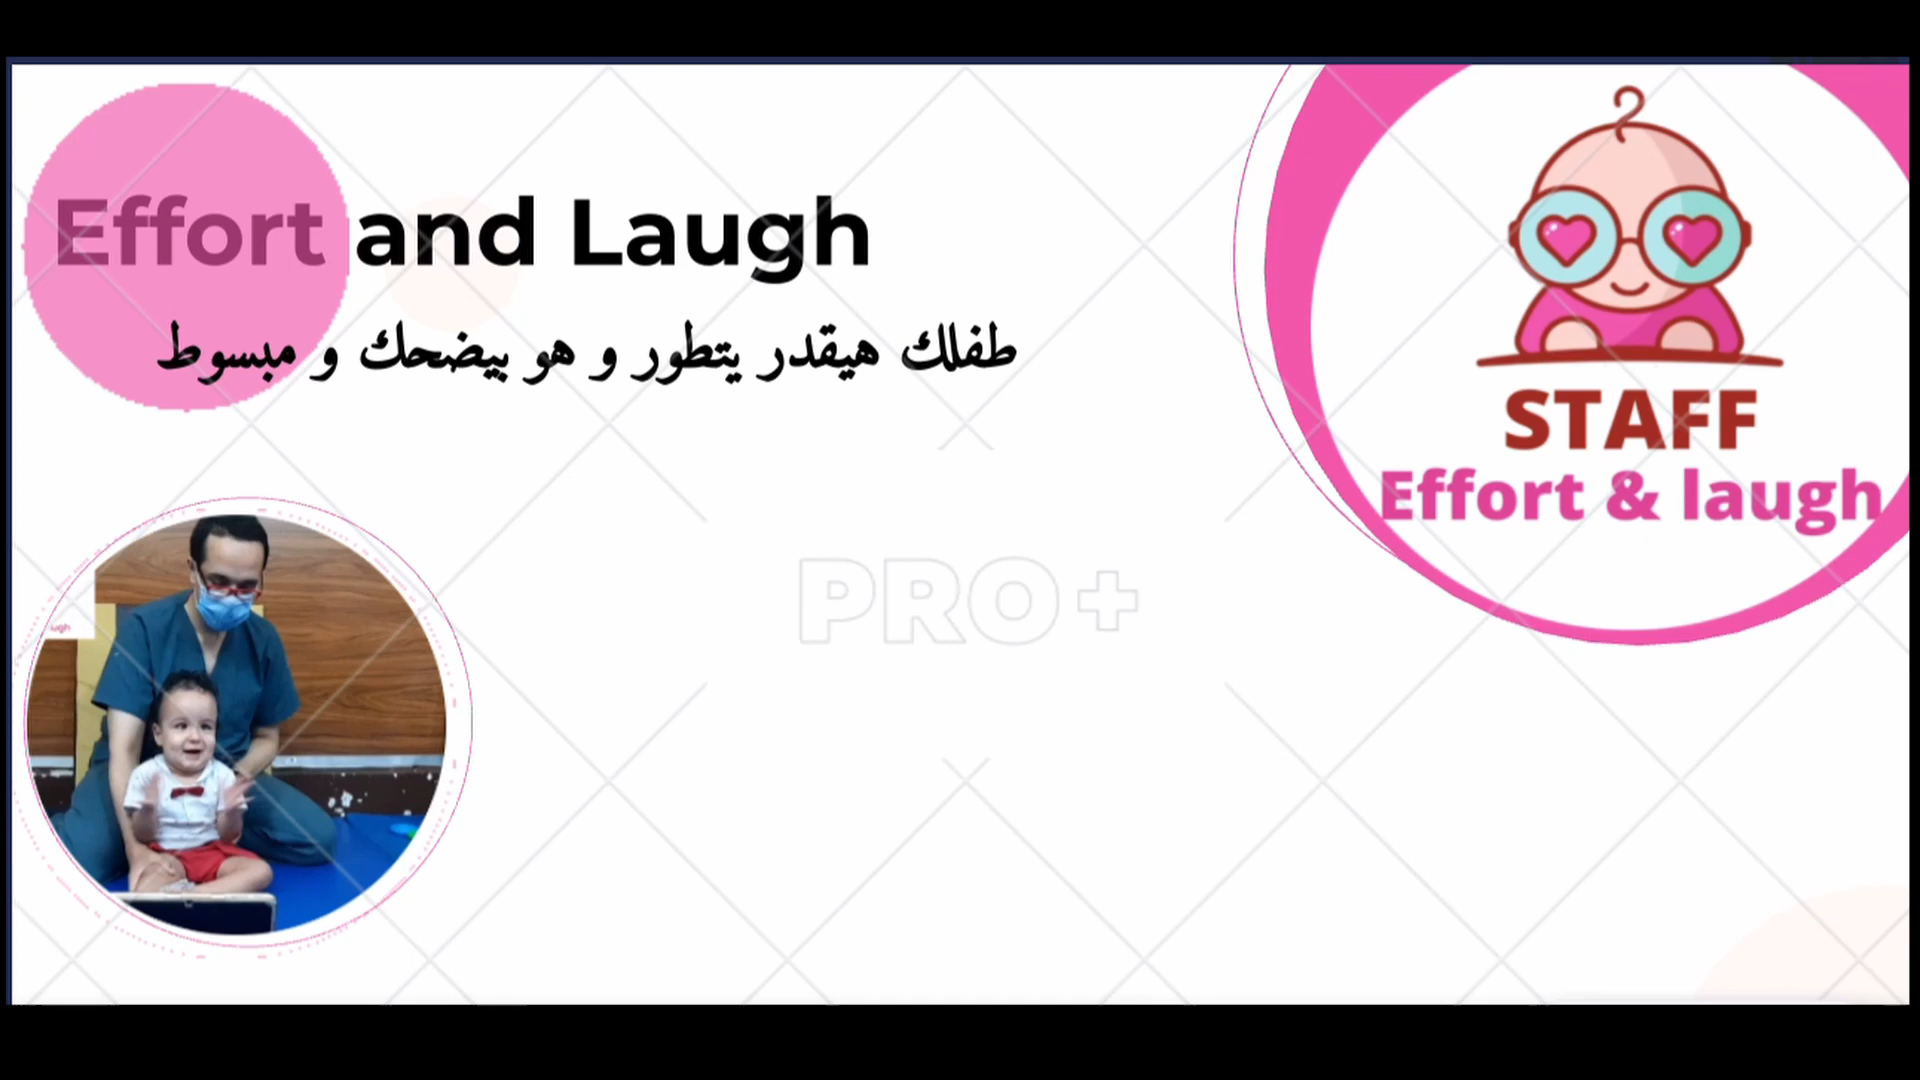 Effort and Laugh
طفلك هيقدر يتطور و هو بيضحك و مبسوط
STAFF
Effort & laugh
PRO+